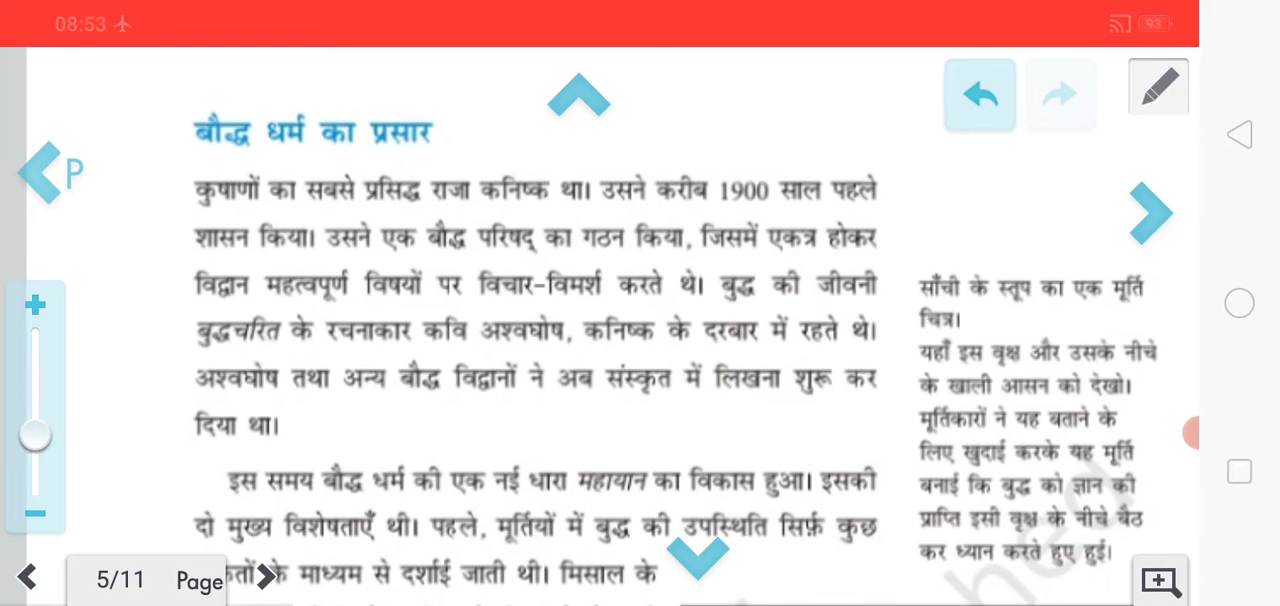 08:53
93
बौद्ध धर्म का प्रसार
P
कुषाणों का सबसे प्रसिद्ध राजा कनिष्क था। उसने करीब 1900 साल पहले
शासन किया। उसने एक बौद्ध परिषद् का गठन किया, जिसमें एकत्र होकर
विद्वान महत्वपूर्ण विषयों पर विचार-विमर्श करते थे। बुद्ध की जीवनी
बुद्धचरित के रचनाकार कवि अश्वघोष, कनिष्क के दरबार में रहते थे।
अश्वघोष तथा अन्य बौद्ध विद्वानों ने अब संस्कृत में लिखना शुरू कर
दिया था।
इस समय बौद्ध धर्म की एक नई धारा महायान का विकास हुआ। इसकी
दो मुख्य विशेषताएँ थी। पहले, मूर्तियों में बुद्ध की उपस्थिति सिर्फ़ कुछ
के माध्यम से दर्शाई जाती थी। मिसाल के
साँची के स्तूप का एक मूर्ति
चित्र।
यहाँ इस वृक्ष और उसके नीचे
के खाली आसन को देखो।
मूर्तिकारों ने यह बताने के
लिए खुदाई करके यह मूर्ति
बनाई कि बुद्ध को ज्ञान की
प्राप्ति इसी वृक्ष के नीचे बैठ
कर ध्यान करते हुए हुई।
5/11 Page